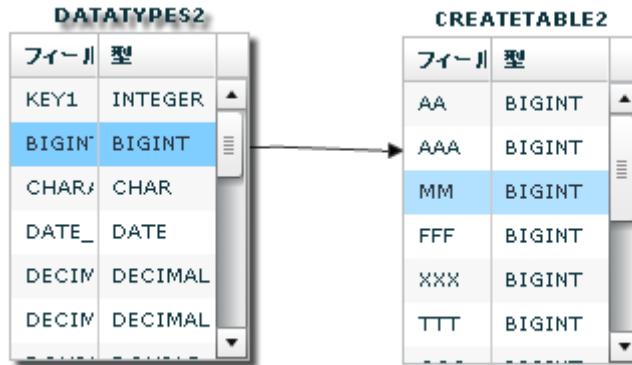 DATATYPES2
フィール 型
KEY1 INTEGER
BIGIN BIGINT
CHAR CHAR
DATE_ DATE
DECIM DECIMAL
DECIM DECIMAL
CREATETABLE2
フィール 型
AA BIGINT
AAA BIGINT
MM BIGINT
FFF BIGINT
XXX BIGINT
TTT BIGINT